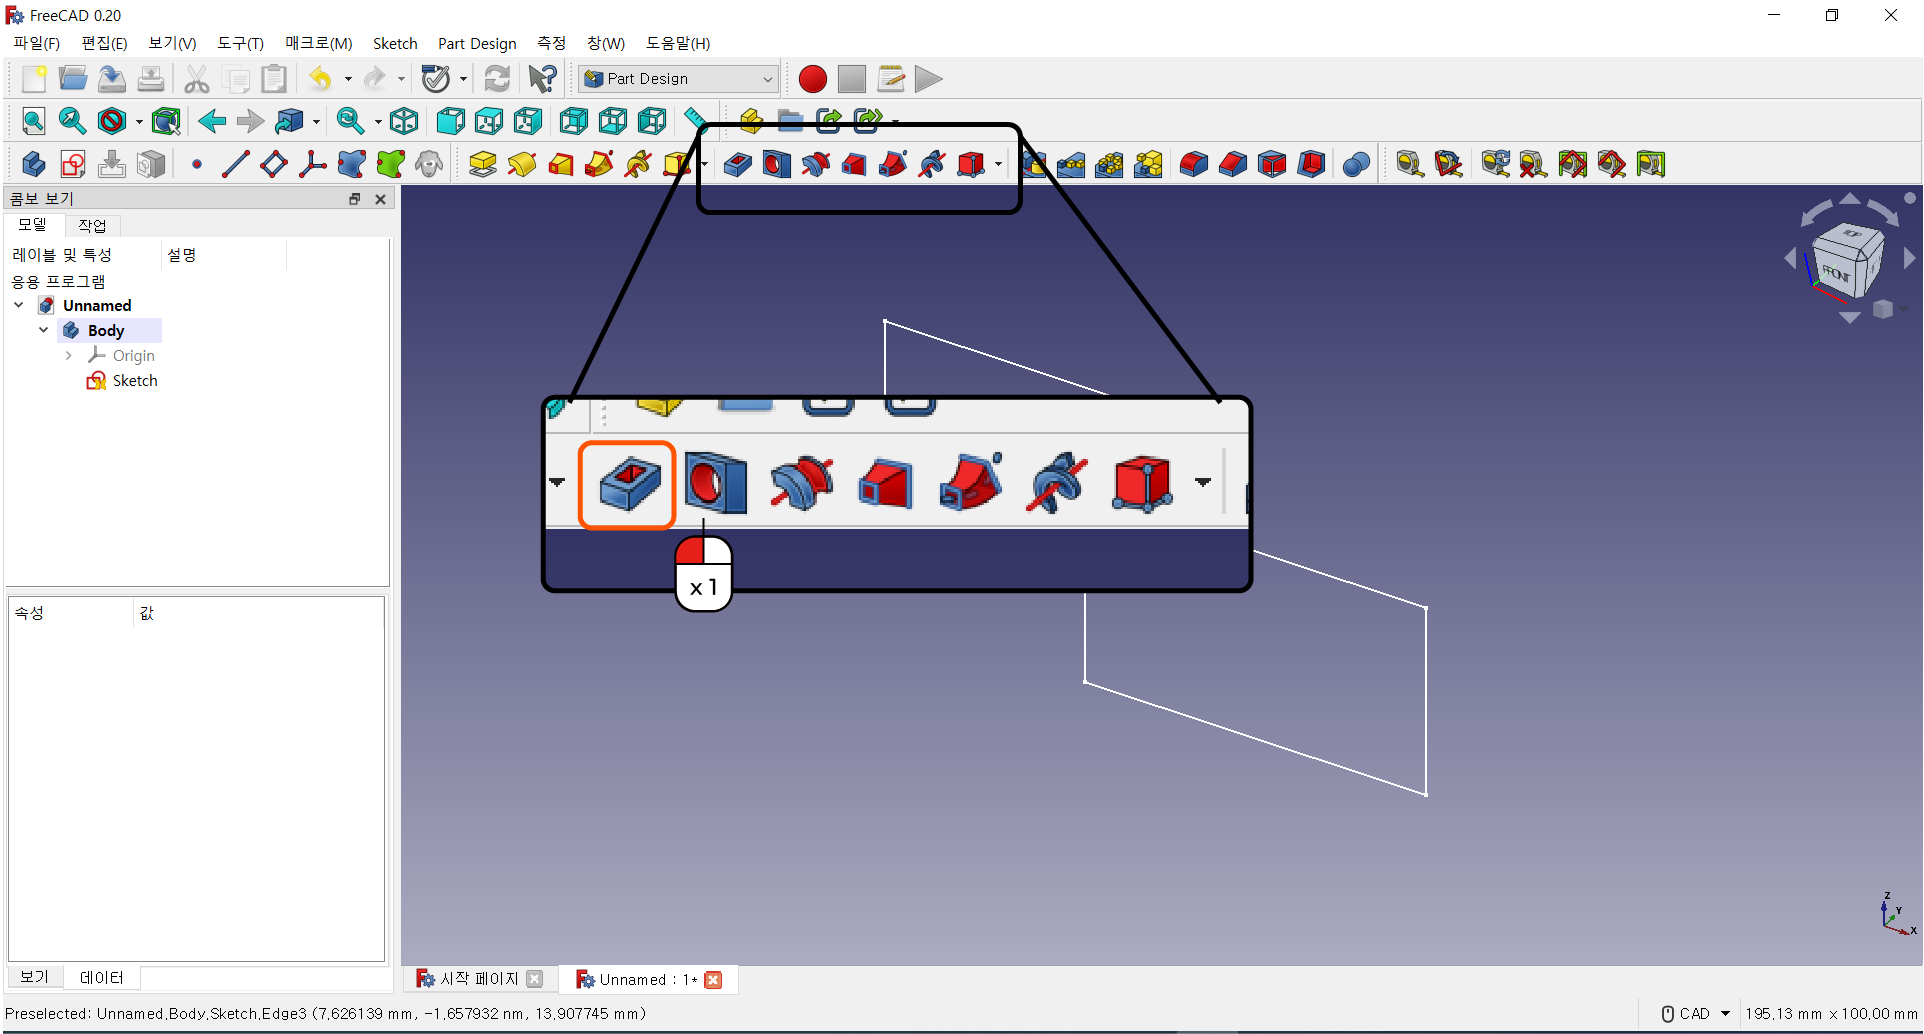 FreeCAD 0.20
파일(F) 편집(E) 보기(V) 도구(T) 매크로(M) Sketch Part Design 측정 창(W) 도움말(H)
Part Design
콤보 보기
모델 작업
레이블 및 특성 설명
응용 프로그램
Unnamed
Body
Origin
Sketch
TOP
FRONT
x 1
속성 값
Z
Y
X
보기 데이터
시작 페이지 Unnamed : 1*
Preselected: Unnamed.Body.Sketch.Edge3 (7,626139 mm, -1,657932 nm, 13,907745 mm)
CAD 195,13 mm x 100,00 mm